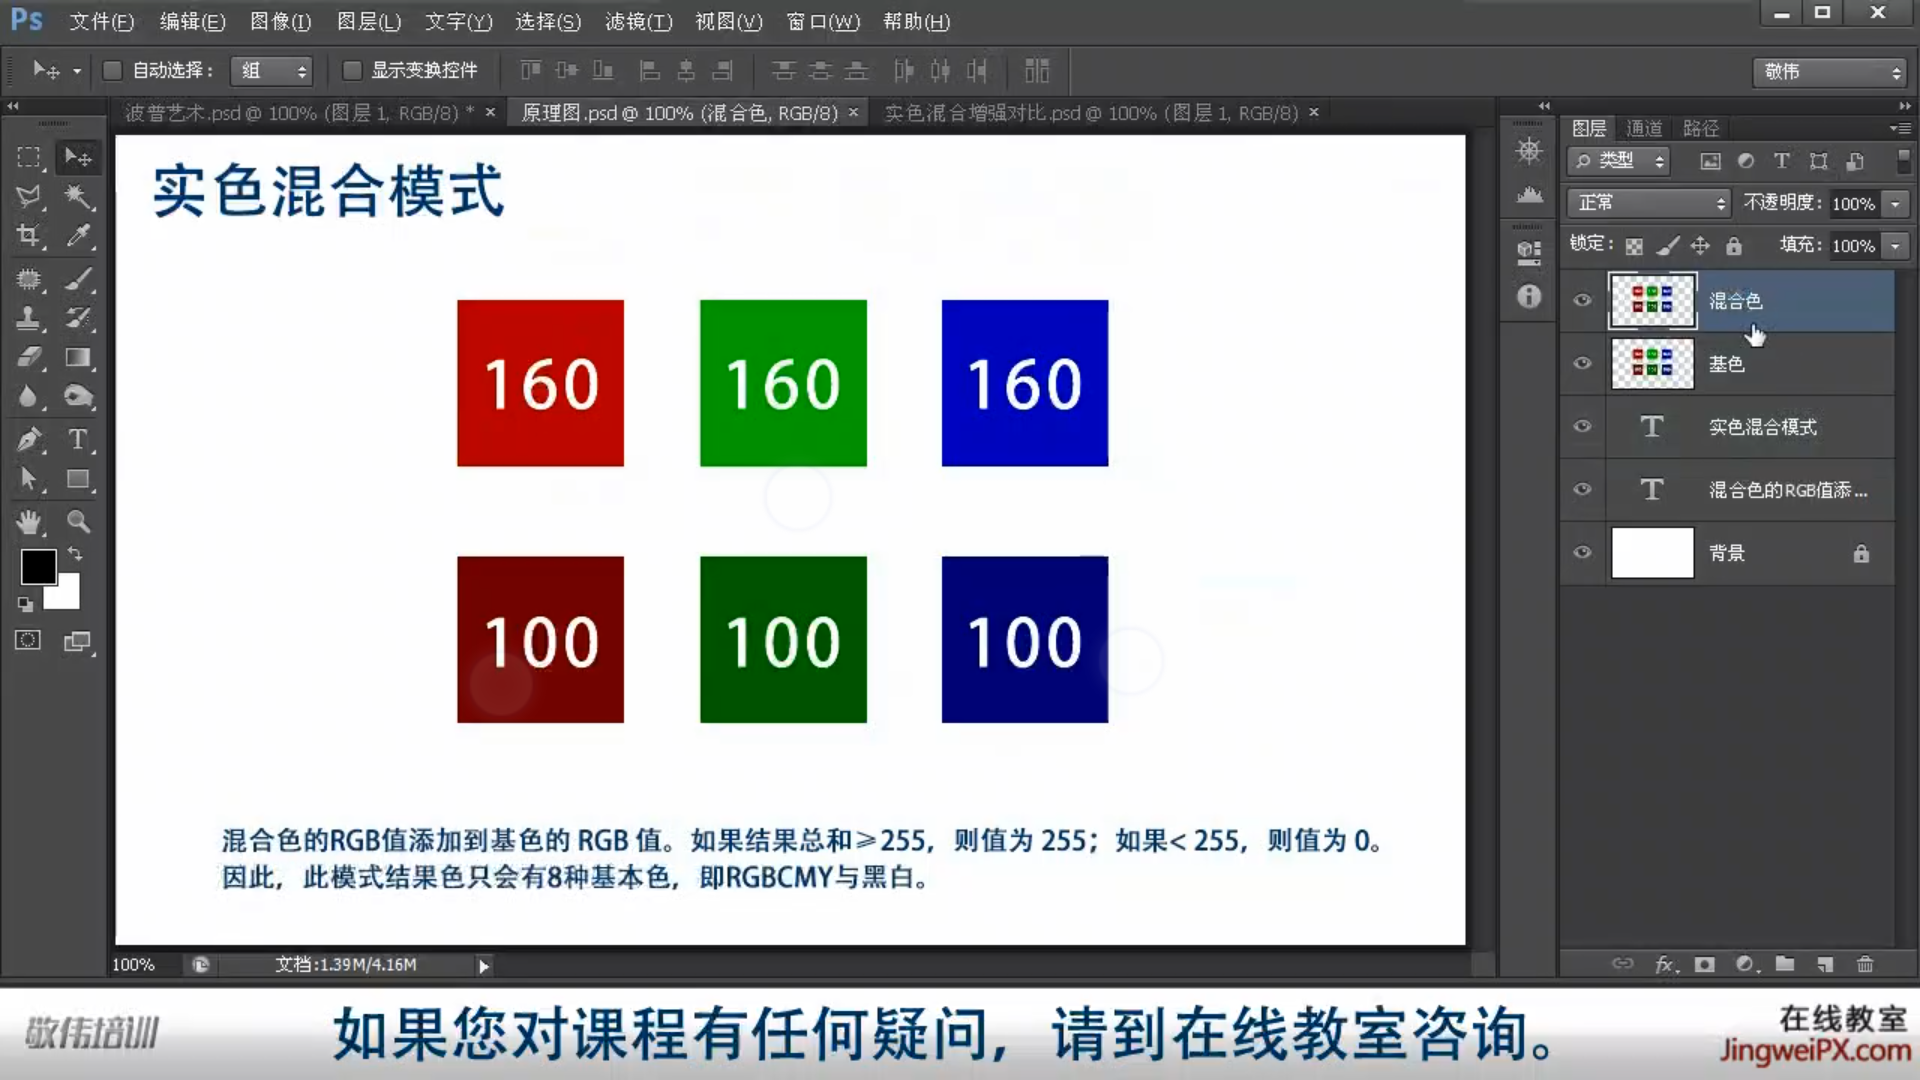 Ps 文件(F) 编辑(E) 图像(I) 图层(L) 文字(Y) 选择(S) 滤镜(T) 视图(V) 窗口(W) 帮助(H)
自动选择： 组 显示变换控件 敬伟
波普艺术.psd @ 100% (图层 1, RGB/8) * × 原理图.psd @ 100% (混合色, RGB/8) × 实色混合增强对比.psd @ 100% (图层 1, RGB/8) ×
图层 通道 路径
类型
正常 不透明度： 100%
锁定： 填充： 100%
混合色
基色
实色混合模式
混合色的RGB值添...
背景
实色混合模式
160 160 160
100 100 100
混合色的RGB值添加到基色的 RGB 值。如果结果总和≥255，则值为 255；如果< 255，则值为 0。
因此，此模式结果色只会有8种基本色，即RGBCMY与黑白。
100% 文档:1.39M/4.16M
fx
敬伟培训 如果您对课程有任何疑问，请到在线教室咨询。 在线教室
JingweiPX.com